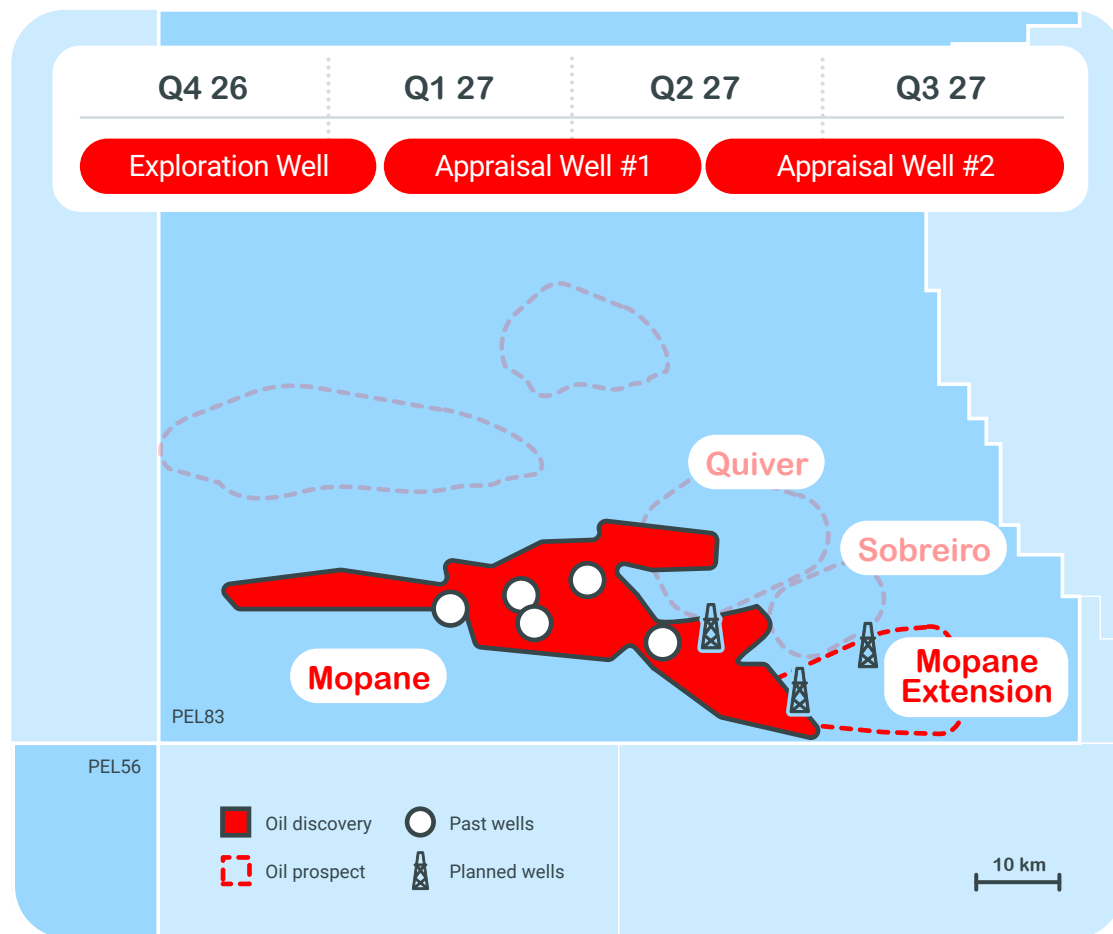 Q4 26
Q1 27
Q2 27
Q3 27
Exploration Well
Appraisal Well #1
Appraisal Well #2
Quiver
Sobreiro
Mopane
Mopane
Extension
PEL83
PEL56
Oil discovery
Past wells
Oil prospect
Planned wells
10 km